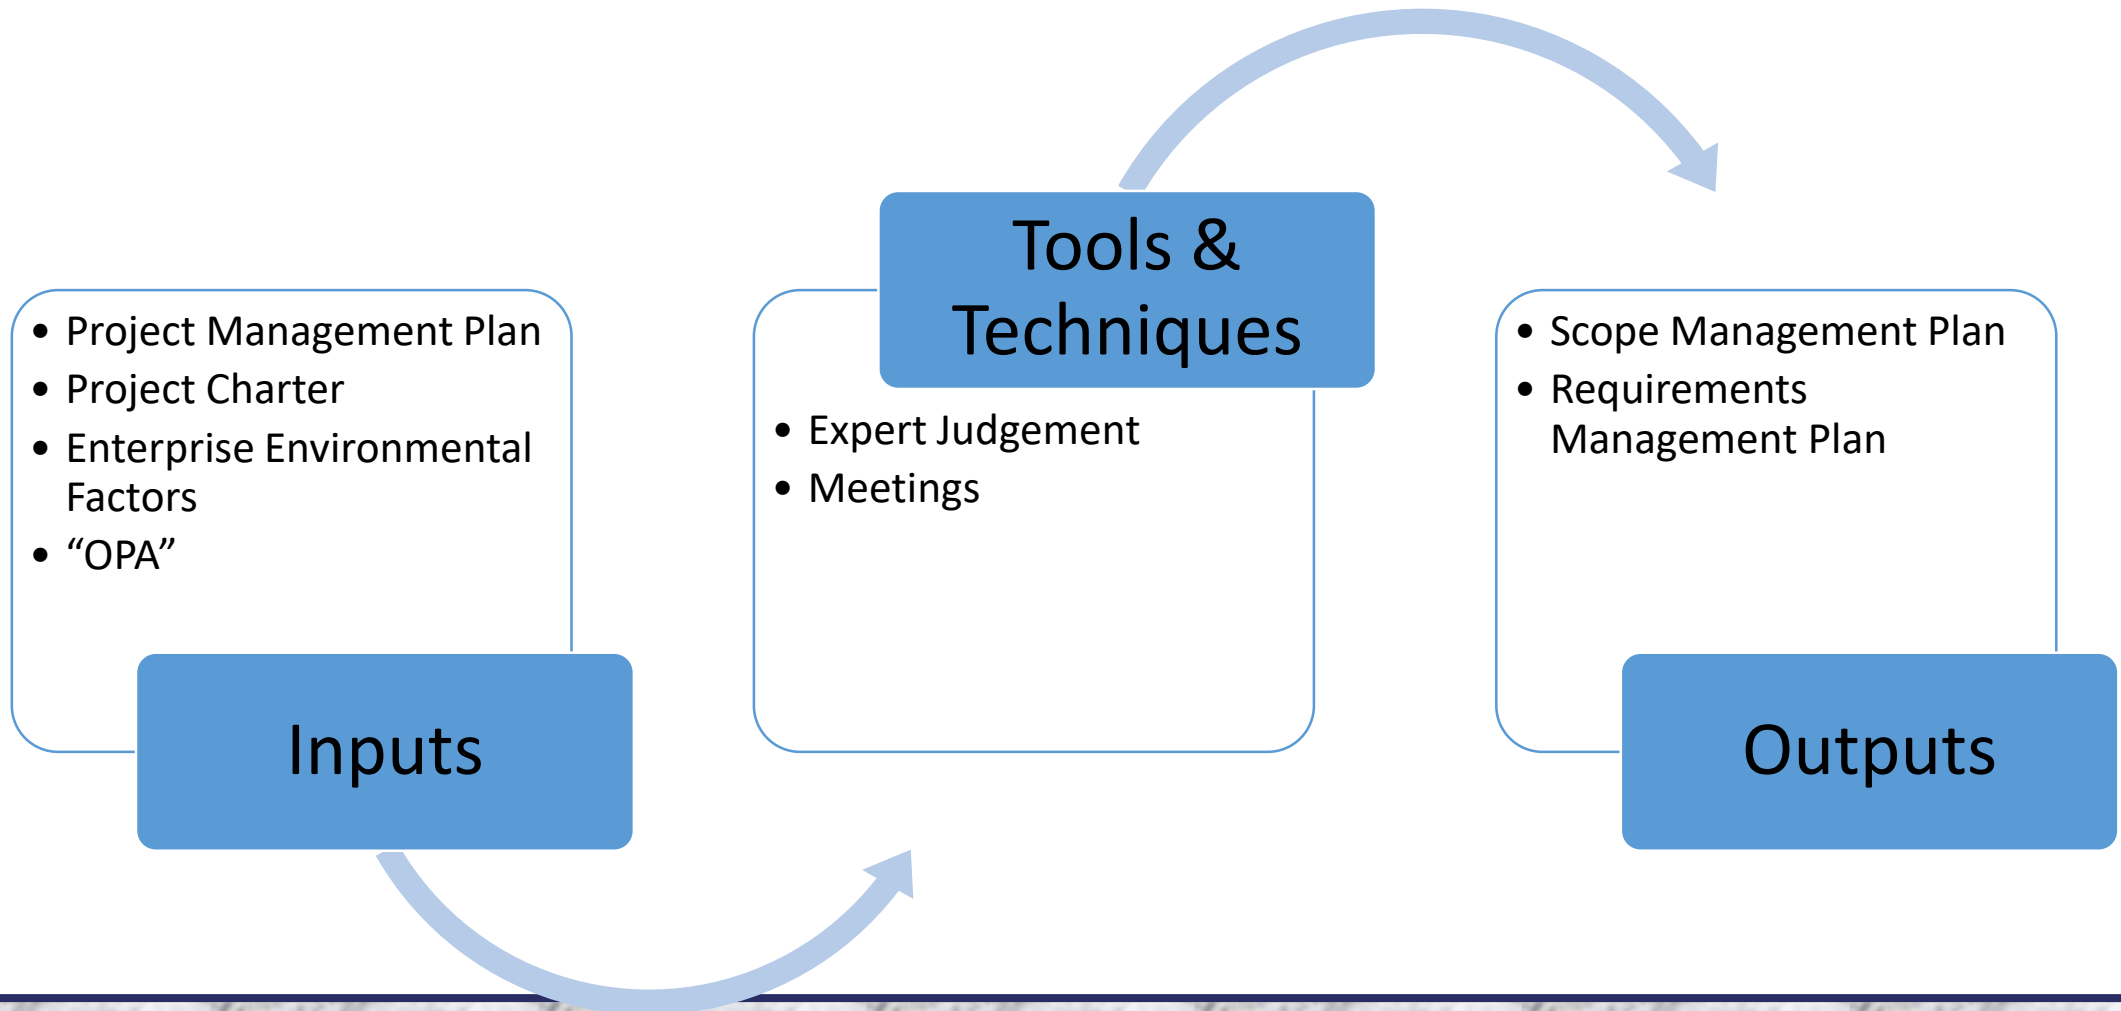 • Project Management Plan
• Project Charter
• Enterprise Environmental
Factors
• “OPA”
Inputs
Tools &
Techniques
• Expert Judgement
• Meetings
• Scope Management Plan
• Requirements
Management Plan
Outputs